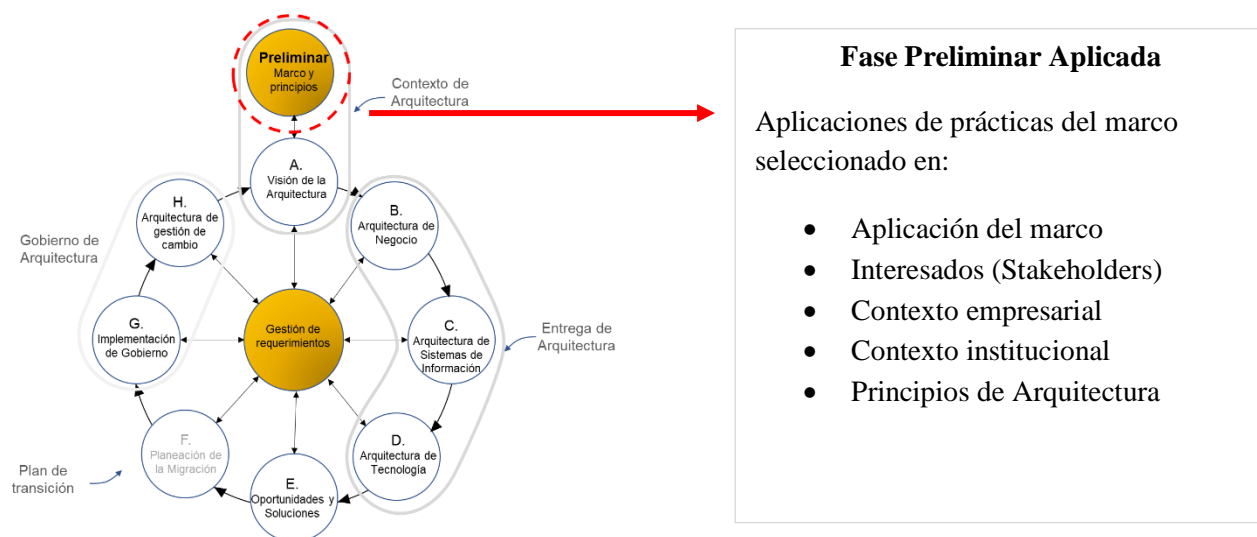 Preliminar
Marco y
principios
Contexto de
Arquitectura
A.
Visión de la
Arquitectura
B.
Arquitectura de
Negocio
C.
Arquitectura de
Sistemas de
Información
Entrega de
Arquitectura
D.
Arquitectura de
Tecnología
E.
Oportunidades y
Soluciones
F.
Planeación de
la Migración
Plan de
transición
G.
Implementación
de Gobierno
H.
Arquitectura de
gestión de
cambio
Gobierno de
Arquitectura
Gestión de
requerimientos
Fase Preliminar Aplicada
Aplicaciones de prácticas del marco
seleccionado en:
• Aplicación del marco
• Interesados (Stakeholders)
• Contexto empresarial
• Contexto institucional
• Principios de Arquitectura